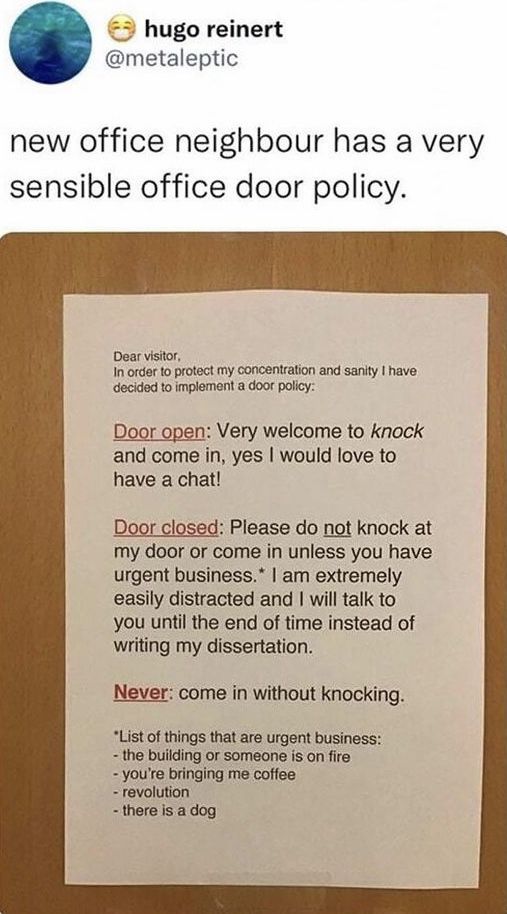 hugo reinert
@metaleptic
new office neighbour has a very
sensible office door policy.
Dear visitor,
In order to protect my concentration and sanity I have
decided to implement a door policy:
Door open: Very welcome to knock
and come in, yes I would love to
have a chat!
Door closed: Please do not knock at
my door or come in unless you have
urgent business.* I am extremely
easily distracted and I will talk to
you until the end of time instead of
writing my dissertation.
Never: come in without knocking.
*List of things that are urgent business:
- the building or someone is on fire
- you're bringing me coffee
- revolution
- there is a dog